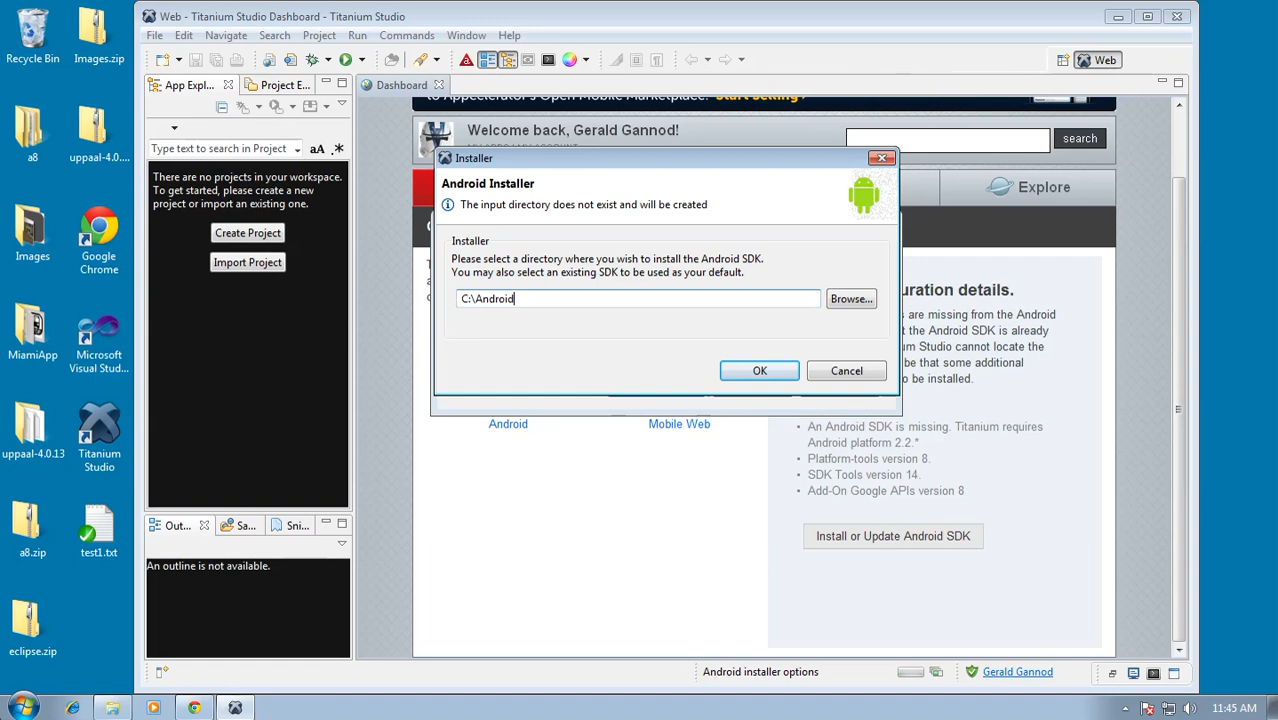 Web - Titanium Studio Dashboard - Titanium Studio
File Edit Navigate Search Project Run Commands Window Help
Web
App Expl...
Project E...
Dashboard
Type text to search in Project
aA
There are no projects in your workspace.
To get started, please create a new
project or import an existing one.
Create Project
Import Project
Out...
Sa...
Sni...
An outline is not available.
to Appcelerator's Open Mobile Marketplace. Start Selling
Welcome back, Gerald Gannod!
search
Explore
Installer
Android Installer
The input directory does not exist and will be created
Installer
Please select a directory where you wish to install the Android SDK.
You may also select an existing SDK to be used as your default.
C:\Android
Browse...
OK
Cancel
Android
Mobile Web
uration details.
s are missing from the Android
t the Android SDK is already
um Studio cannot locate the
be that some additional
o be installed.
• An Android SDK is missing. Titanium requires
Android platform 2.2.*
• Platform-tools version 8.
• SDK Tools version 14.
• Add-On Google APIs version 8
Install or Update Android SDK
Android installer options
Gerald Gannod
Recycle Bin
Images.zip
a8
uppaal-4.0....
Images
Google
Chrome
MiamiApp
Microsoft
Visual Stud...
uppaal-4.0.13
Titanium
Studio
a8.zip
test1.txt
eclipse.zip
11:45 AM